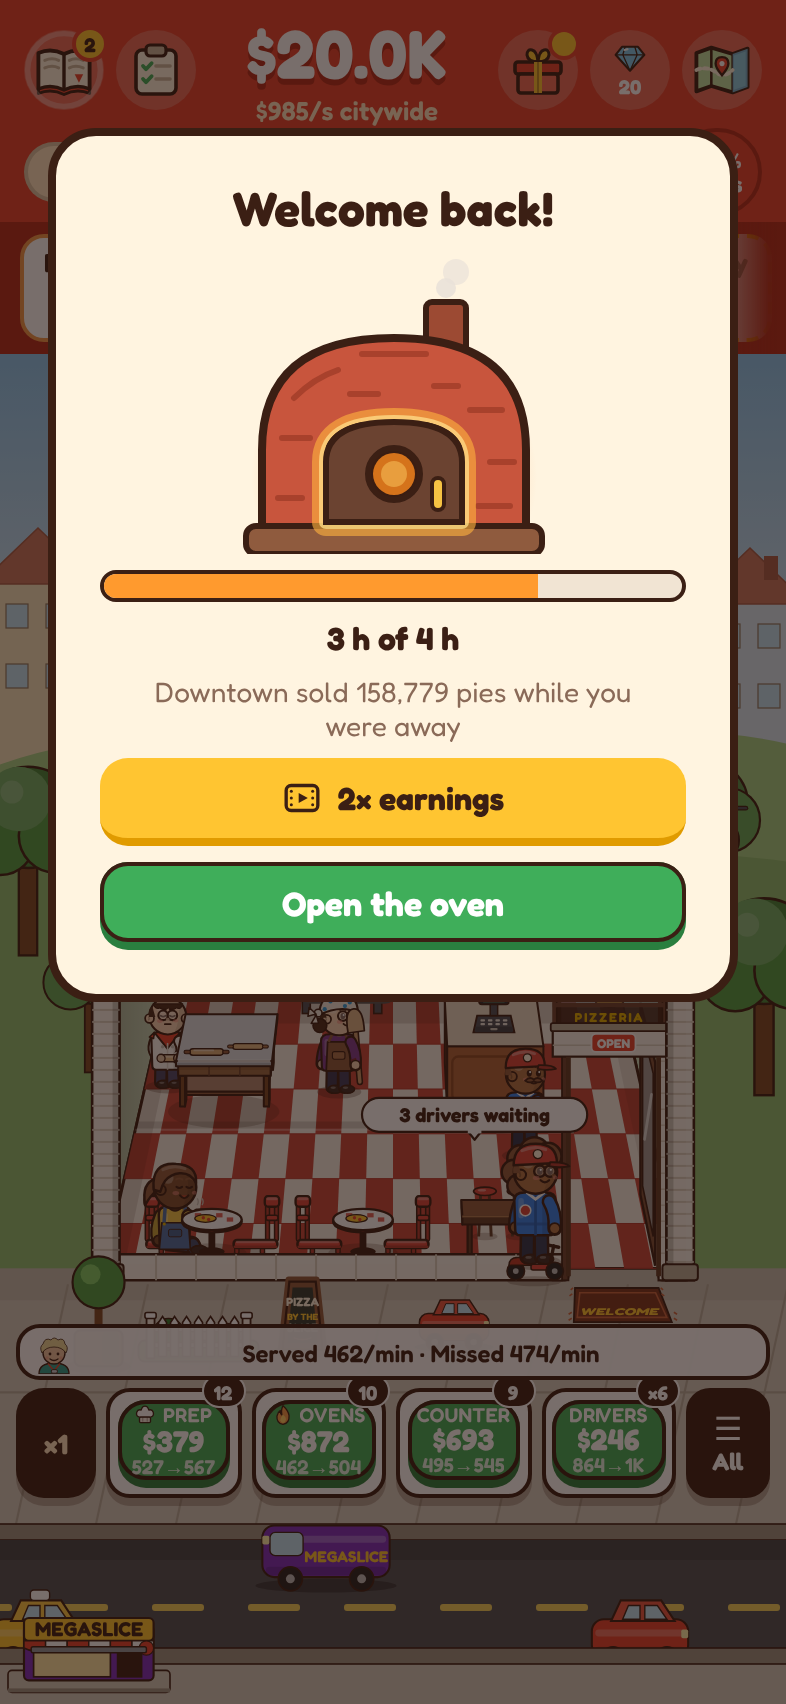 2
$20.0K
$985/s citywide
20
Welcome back!
3 h of 4 h
Downtown sold 158,779 pies while you
were away
2x earnings
Open the oven
PIZZERIA
OPEN
3 drivers waiting
PIZZA
BY THE
WELCOME
Served 462/min · Missed 474/min
12
10
9
x6
x1
PREP
$379
527→567
OVENS
$872
462→504
COUNTER
$693
495→545
DRIVERS
$246
864→1K
All
MEGASLICE
MEGASLICE